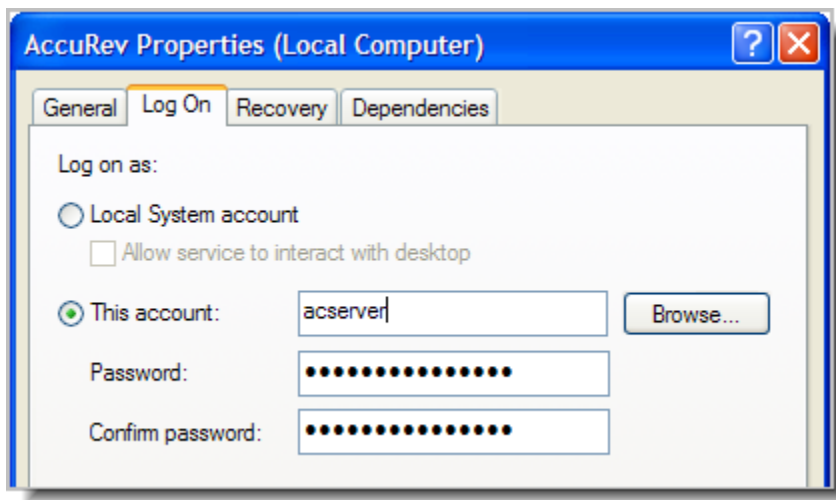 AccuRev Properties (Local Computer)
General Log On Recovery Dependencies
Log on as:
Local System account
Allow service to interact with desktop
This account: acserver Browse...
Password: •••••••••••••••
Confirm password: •••••••••••••••